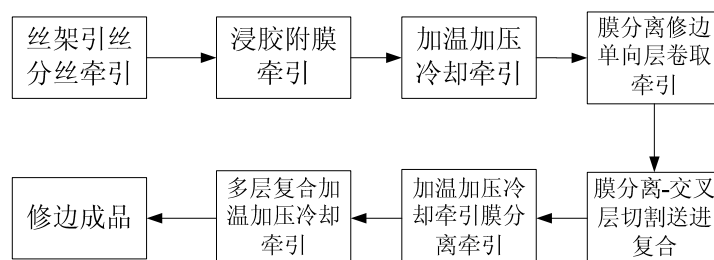 丝架引丝
分丝牵引
浸胶附膜
牵引
加温加压
冷却牵引
膜分离修边
单向层卷取
牵引
膜分离-交叉
层切割送进
复合
加温加压冷
却牵引膜分
离牵引
多层复合加
温加压冷却
牵引
修边成品